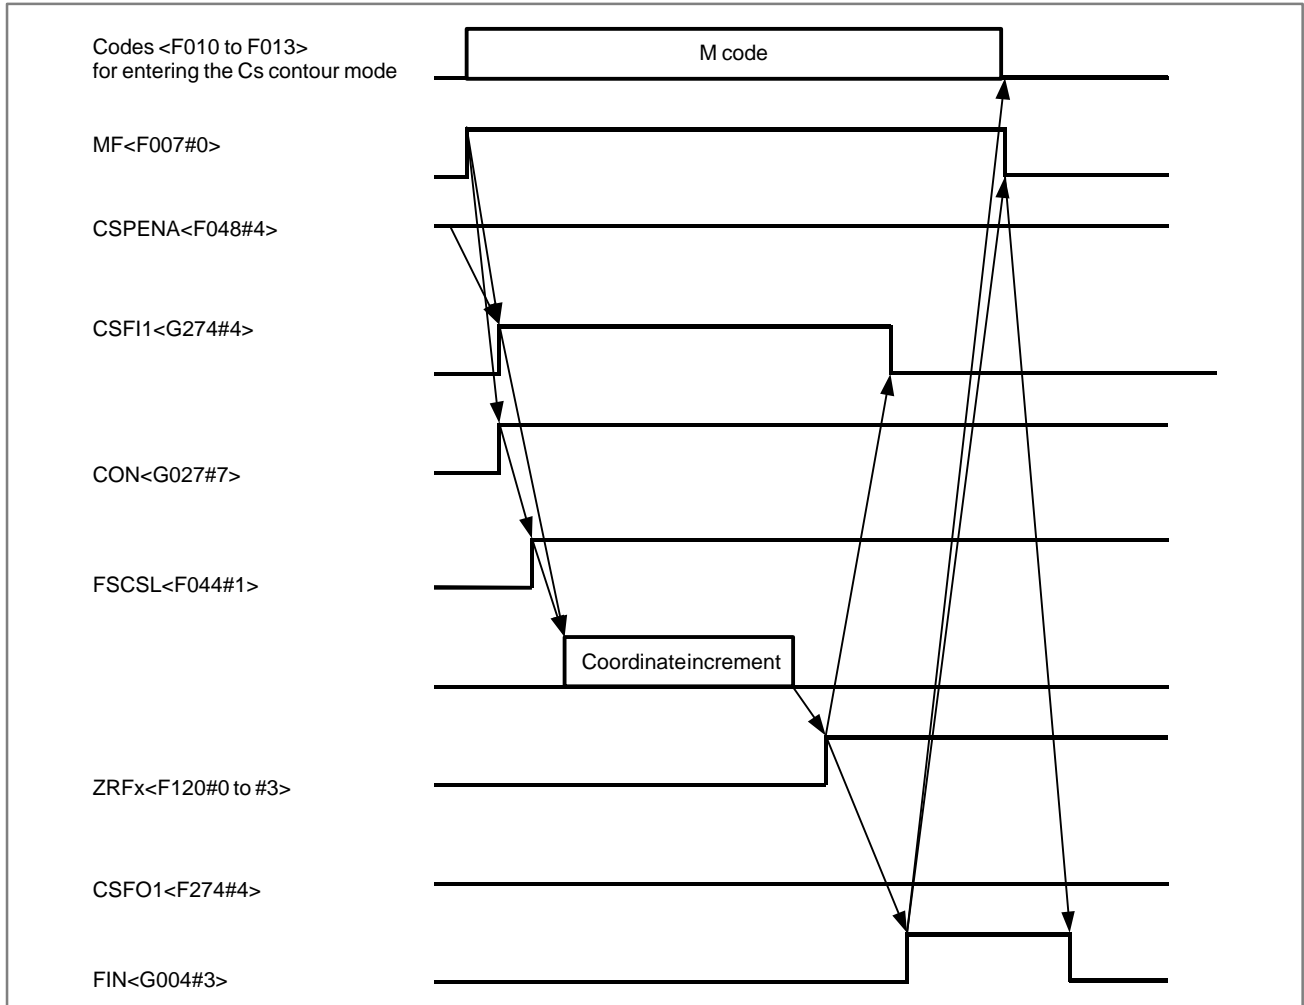 Codes <F010 to F013>
for entering the Cs contour mode
M code
MF<F007#0>
CSPENA<F048#4>
CSFI1<G274#4>
CON<G027#7>
FSCSL<F044#1>
Coordinateincrement
ZRFx<F120#0 to #3>
CSFO1<F274#4>
FIN<G004#3>